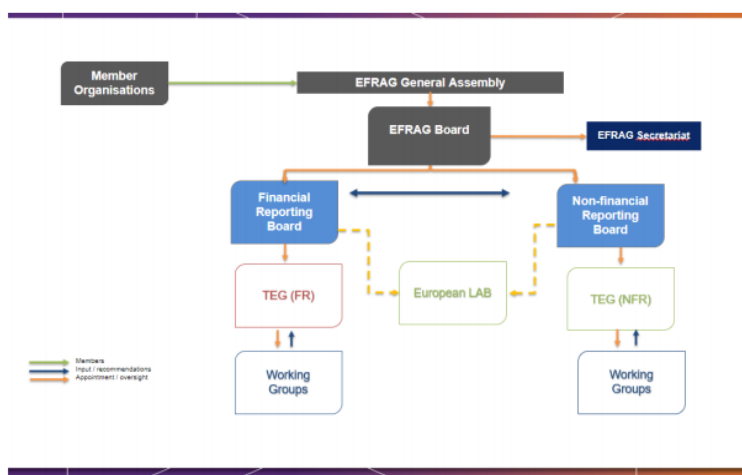 Member
Organisations
EFRAG General Assembly
EFRAG Board
EFRAG Secretariat
Financial
Reporting
Board
Non-financial
Reporting
Board
TEG (FR)
European LAB
TEG (NFR)
Members
Input / recommendations
Appointment / oversight
Working
Groups
Working
Groups